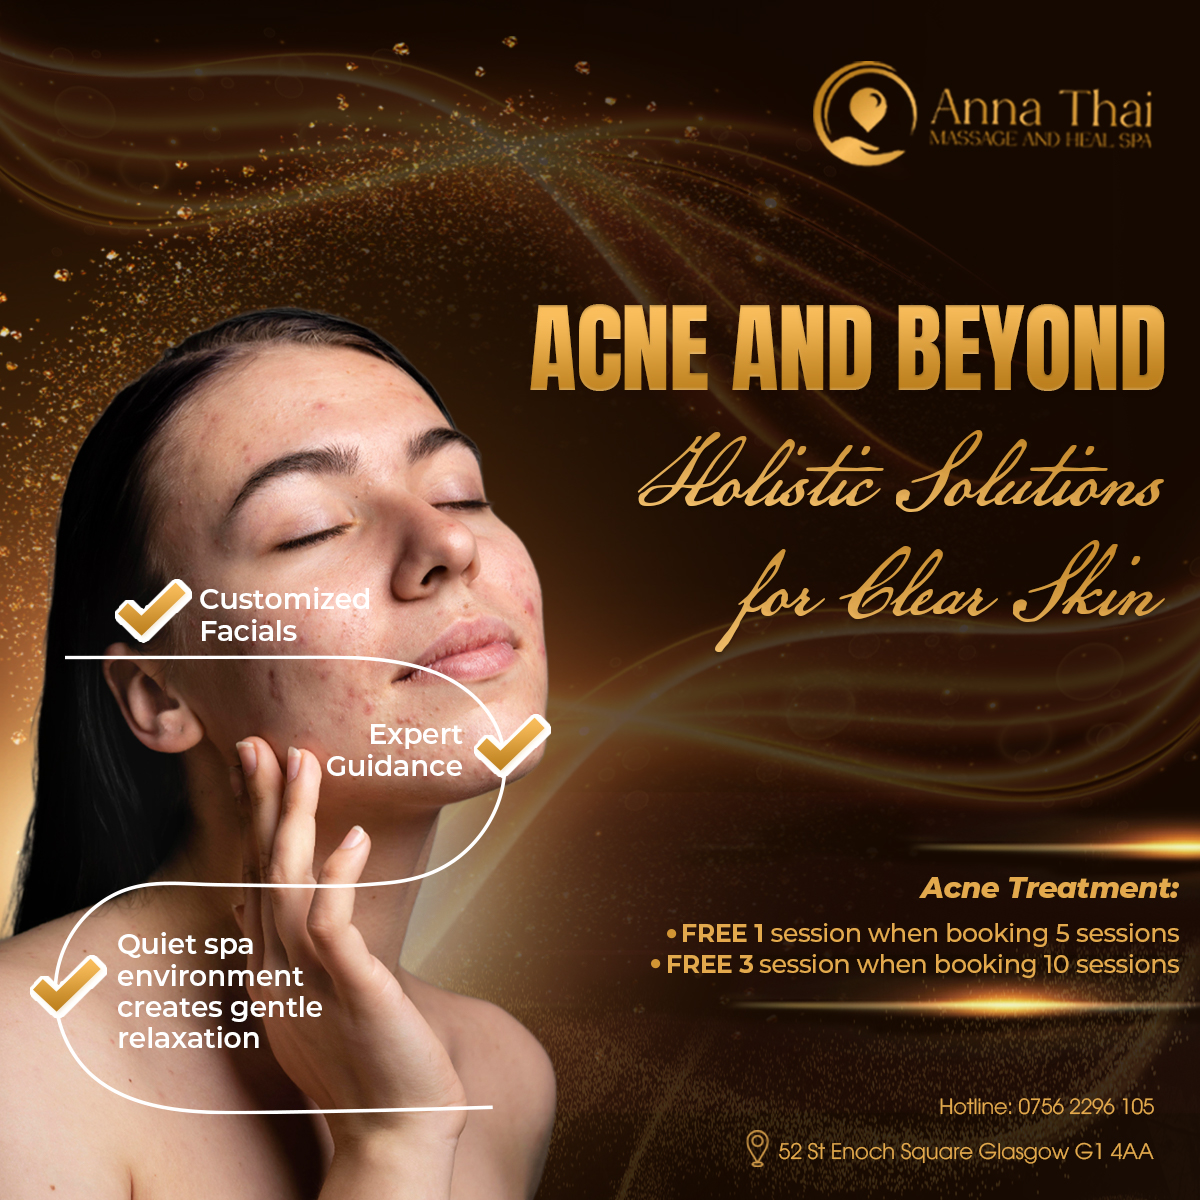 Anna Thai
MASSAGE AND HEAL SPA
ACNE AND BEYOND
Holistic Solutions
for Clear Skin
Customized
Facials
Expert
Guidance
Quiet spa
environment
creates gentle
relaxation
Acne Treatment:
• FREE 1 session when booking 5 sessions
• FREE 3 session when booking 10 sessions
Hotline: 0756 2296 105
52 St Enoch Square Glasgow G1 4AA